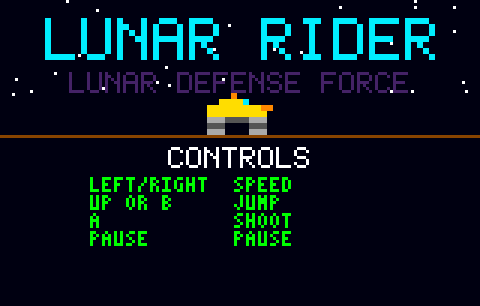 LUNAR RIDER
LUNAR DEFENSE FORCE
CONTROLS
LEFT/RIGHT SPEED
UP OR B JUMP
A SHOOT
PAUSE PAUSE